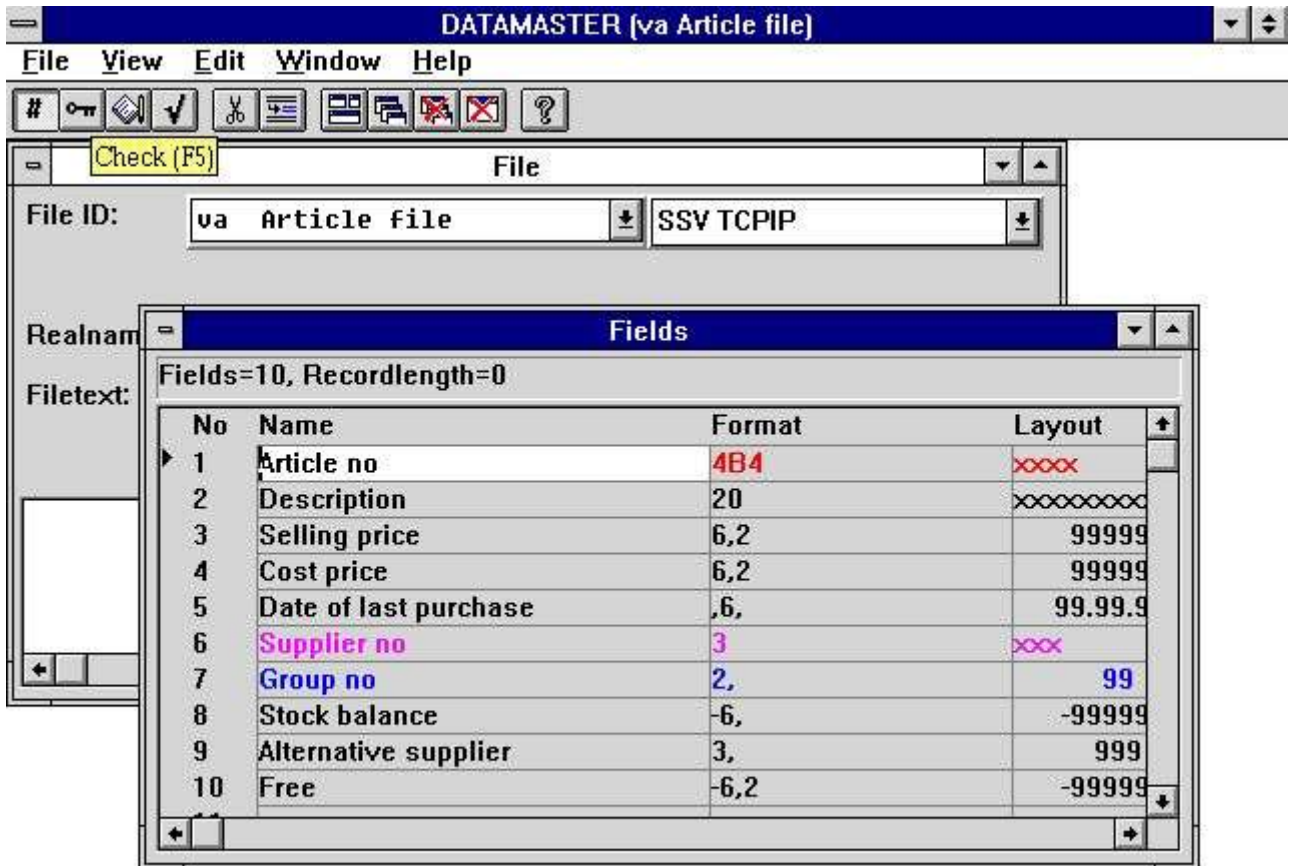 DATAMASTER (va Article file)
File View Edit Window Help
#
?
Check (F5)
File
File ID: va Article file SSV TCPIP
Realnam
Filetext:
Fields
Fields=10, Recordlength=0
No Name Format Layout
1 Article no 4B4 xxxx
2 Description 20 xxxxxxxxx
3 Selling price 6,2 99999
4 Cost price 6,2 99999
5 Date of last purchase ,6, 99.99.9
6 Supplier no 3 xxx
7 Group no 2, 99
8 Stock balance -6, -99999
9 Alternative supplier 3, 999
10 Free -6,2 -99999